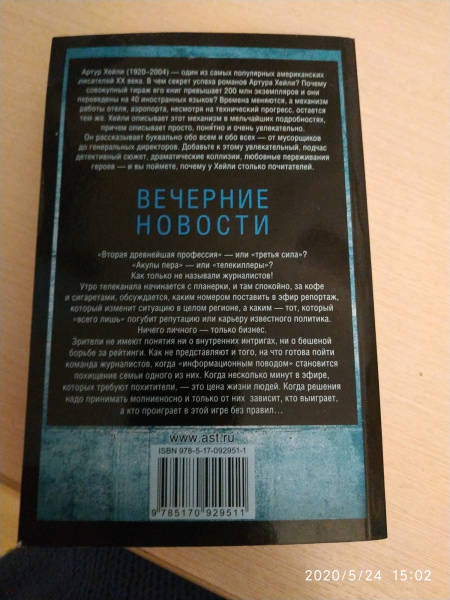 Артур Хейли (1920–2004) — один из самых популярных американских
писателей XX века. В чем секрет успеха романов Артура Хейли? Почему
совокупный тираж его книг превышает 200 млн экземпляров и они
переведены на 40 иностранных языков? Времена меняются, а механизм
работы отеля, аэропорта, несмотря на технический прогресс, остается
тем же. Хейли описывает этот механизм в мельчайших подробностях,
причем описывает просто, понятно и очень увлекательно.
Он рассказывает буквально обо всем и обо всех — от мусорщиков
до генеральных директоров. Добавьте к этому увлекательный, подчас
детективный сюжет, драматические коллизии, любовные переживания
героев — и вы поймете, почему у Хейли столько почитателей.
ВЕЧЕРНИЕ
НОВОСТИ
«Вторая древнейшая профессия» — или «третья сила»?
«Акулы пера» — или «телекиллеры»?
Как только не называли журналистов!
Утро телеканала начинается с планерки, и там спокойно, за кофе
и сигаретами, обсуждается, каким номером поставить в эфир репортаж,
который изменит ситуацию в целом регионе, а каким — тот, который
«всего лишь» погубит репутацию или карьеру известного политика.
Ничего личного — только бизнес.
Зрители не имеют понятия ни о внутренних интригах, ни о бешеной
борьбе за рейтинги. Как не представляют и того, на что готова пойти
команда журналистов, когда «информационным поводом» становится
похищение семьи одного из них. Когда несколько минут в эфире,
которых требуют похитители, — это цена жизни людей. Когда решения
надо принимать молниеносно и только от них зависит, кто выиграет,
а кто проиграет в этой игре без правил…
www.ast.ru
ISBN 978-5-17-092951-1
9 785170 929511
2020/5/24 15:02